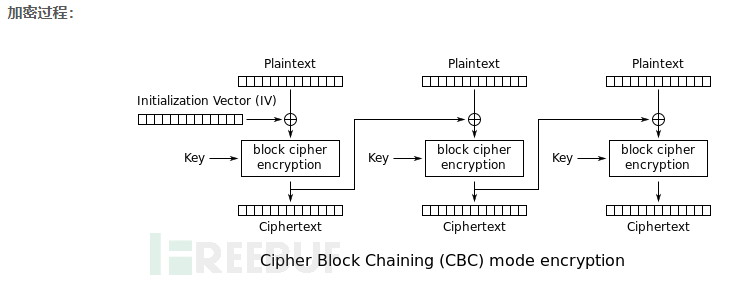 加密过程：
Plaintext Plaintext Plaintext
Initialization Vector (IV)
Key block cipher encryption Key block cipher encryption Key block cipher encryption
Ciphertext Ciphertext Ciphertext
REEBUF
Cipher Block Chaining (CBC) mode encryption